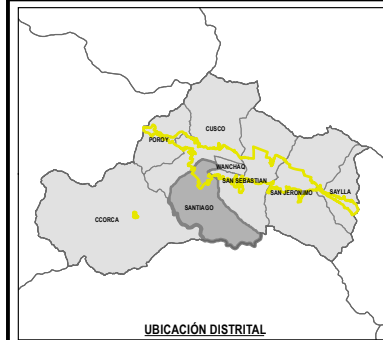 CUSCO
POROY
WANCHAQ
SAN SEBASTIAN
SAN JERONIMO
SAYLLA
CCORCA
SANTIAGO
UBICACIÓN DISTRITAL